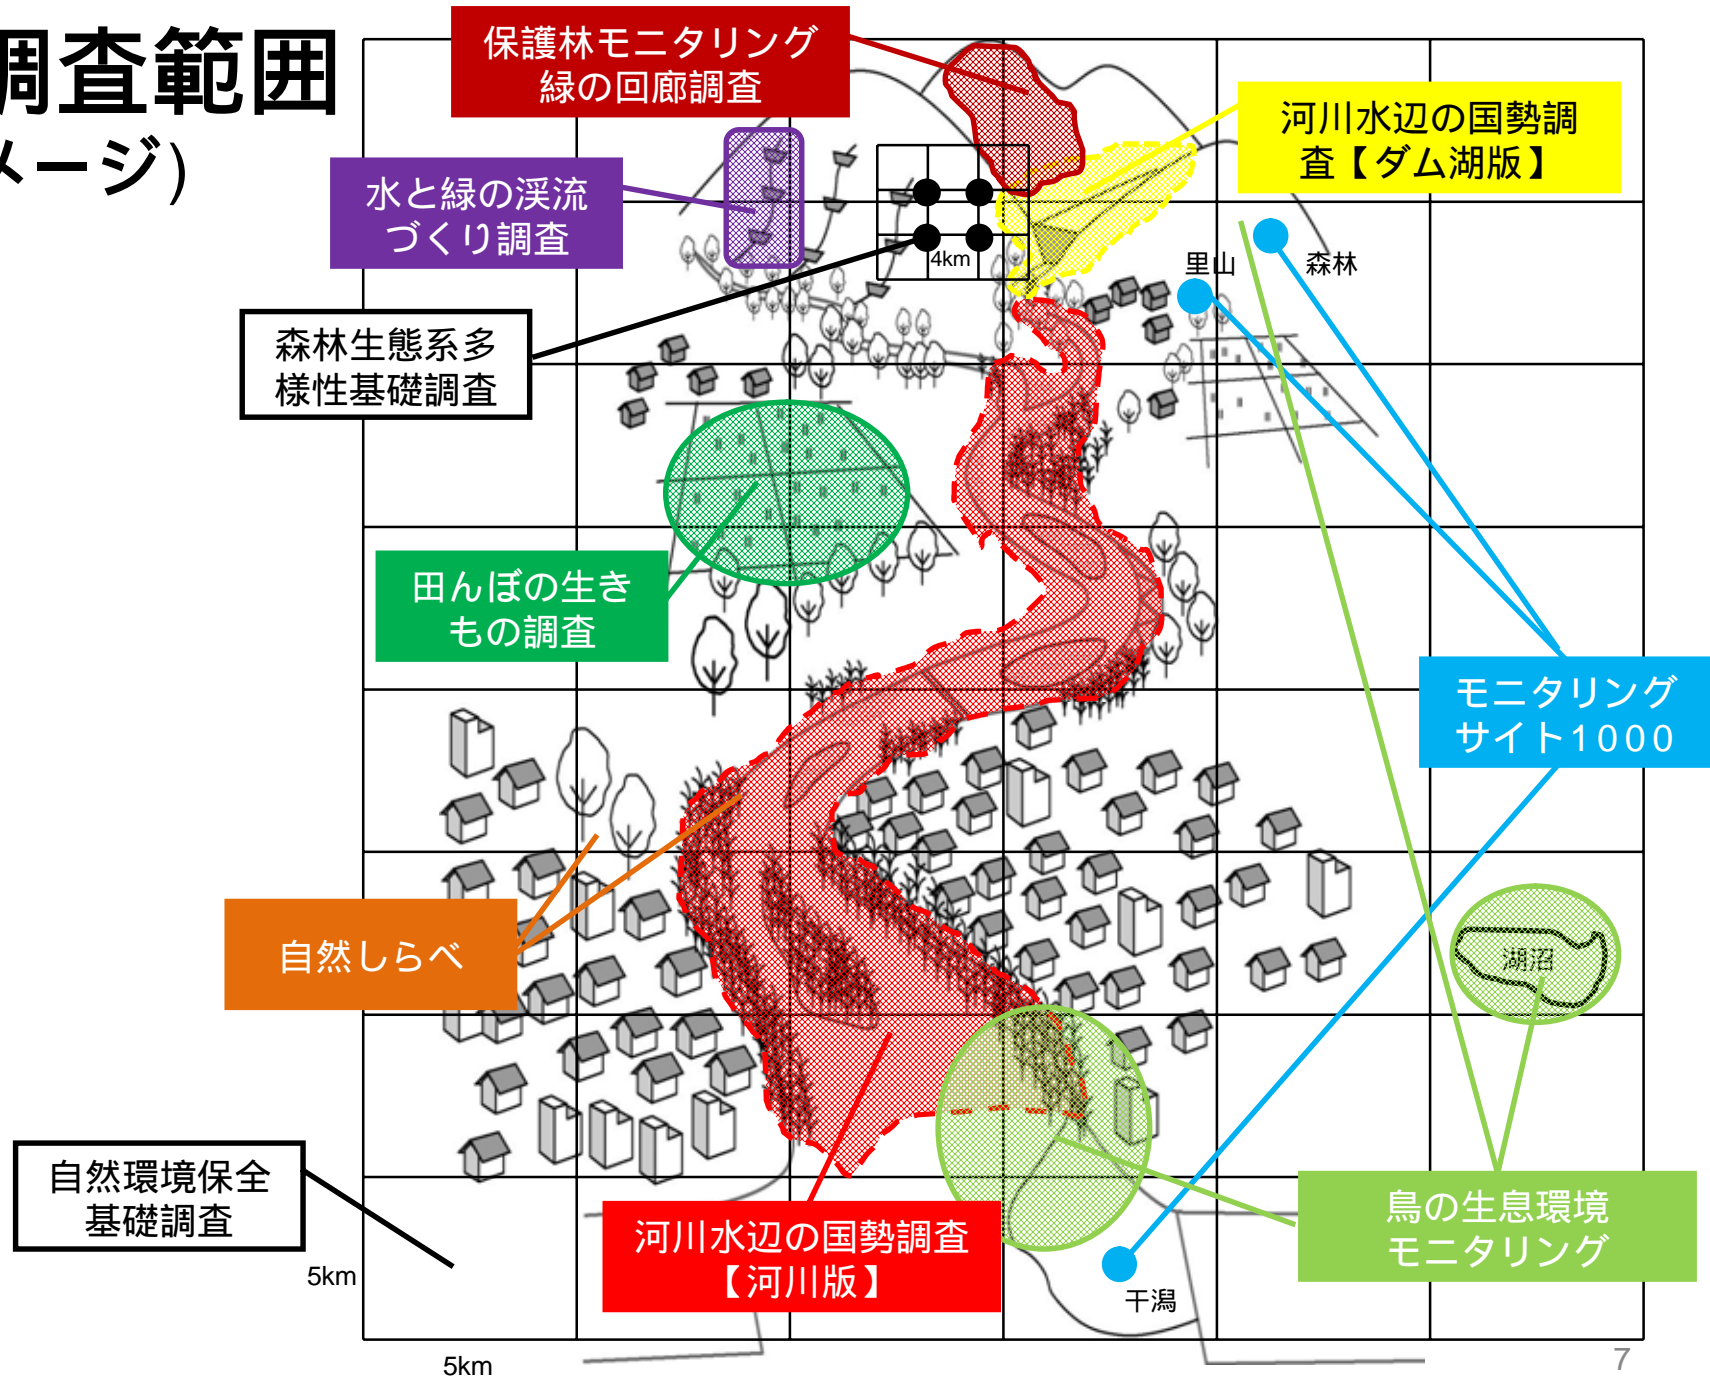 調査範囲
メージ)
保護林モニタリング
緑の回廊調査
河川水辺の国勢調
査【ダム湖版】
水と緑の渓流
づくり調査
4km
里山
森林
森林生態系多
様性基礎調査
田んぼの生き
もの調査
モニタリング
サイト1000
自然しらべ
湖沼
自然環境保全
基礎調査
河川水辺の国勢調査
【河川版】
鳥の生息環境
モニタリング
5km
干潟
5km
7